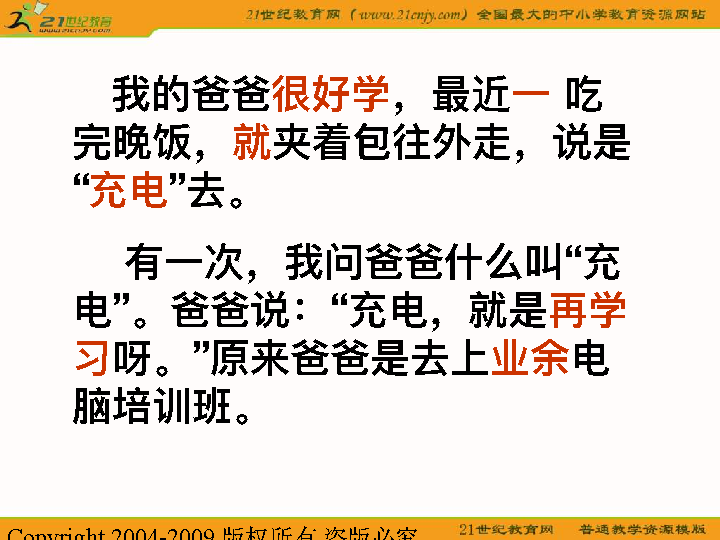 21世纪教育
www.21cnjy.com
21世纪教育网（www.21cnjy.com）全国最大的中小学教育资源网站
我的爸爸很好学，最近一 吃
完晚饭，就夹着包往外走，说是
“充电”去。
有一次，我问爸爸什么叫“充
电”。爸爸说：“充电，就是再学
习呀。”原来爸爸是去上业余电
脑培训班。
Copyright 2004-2009 版权所有 盗版必究
21世纪教育网 普通教学资源模版